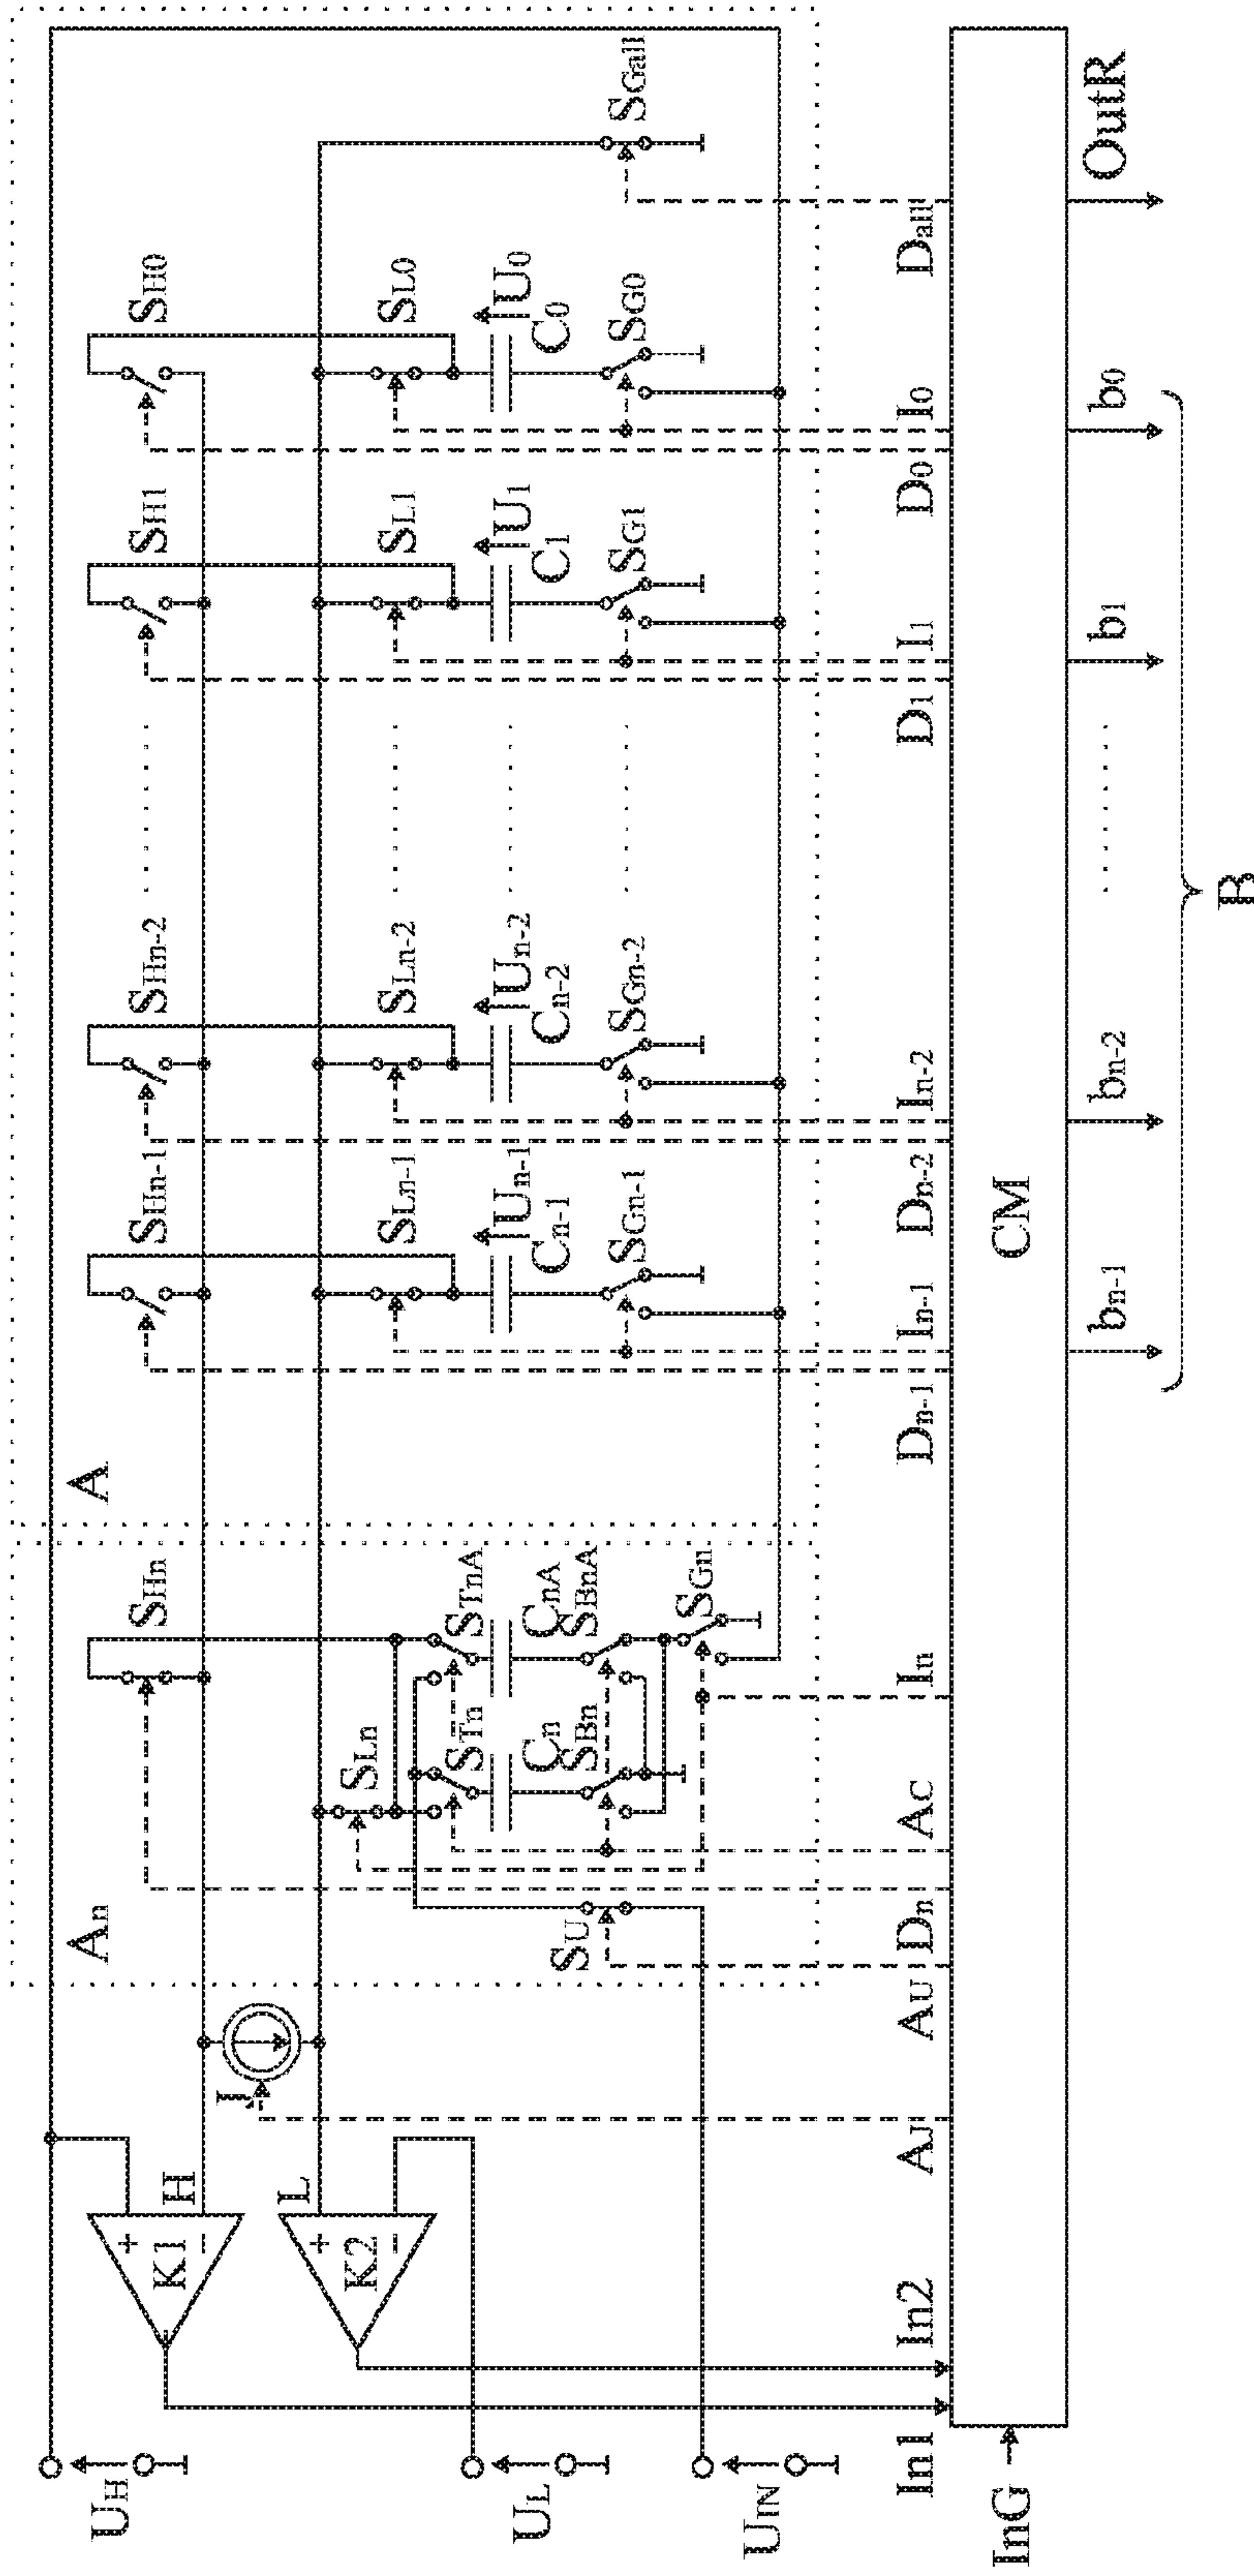 UH
UL
UIN
K1
+
−
H
K2
+
−
L
J
An
A
SHn
SHn-1
SHn-2
SH1
SH0
SLn
SLn-1
SLn-2
SL1
SL0
STn
STnA
Cn
CnA
SBn
SBnA
SU
SGn
Un-1
Cn-1
Un-2
Cn-2
U1
C1
U0
C0
SGn-1
SGn-2
SG1
SG0
SGall
In1
In2
AJ
AU
Dn
AC
In
Dn-1
In-1
Dn-2
In-2
D1
I1
D0
I0
Dall
InG
CM
bn-1
bn-2
b1
b0
OutR
B